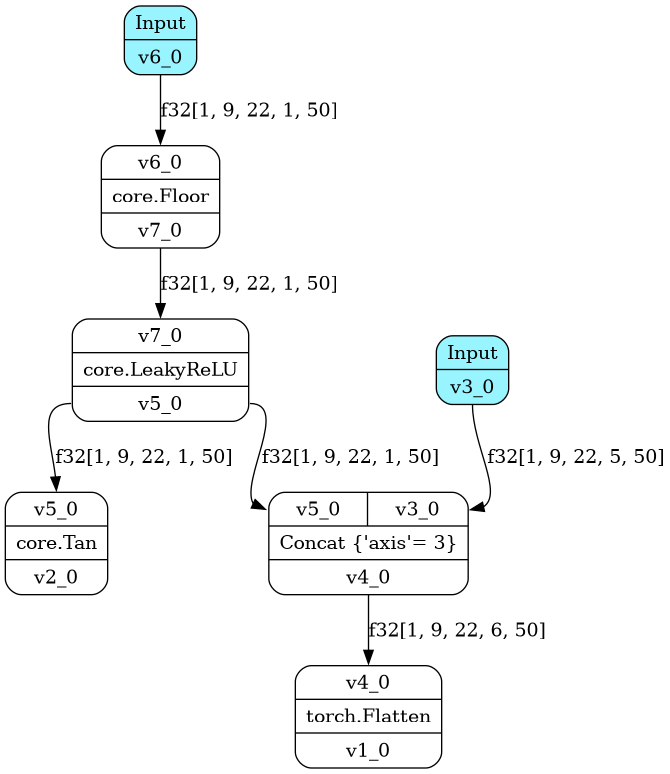 Input
v6_0
f32[1, 9, 22, 1, 50]
v6_0
core.Floor
v7_0
f32[1, 9, 22, 1, 50]
v7_0
core.LeakyReLU
v5_0
Input
v3_0
f32[1, 9, 22, 1, 50]
f32[1, 9, 22, 1, 50]
f32[1, 9, 22, 5, 50]
v5_0
core.Tan
v2_0
v5_0 v3_0
Concat {'axis'= 3}
v4_0
f32[1, 9, 22, 6, 50]
v4_0
torch.Flatten
v1_0